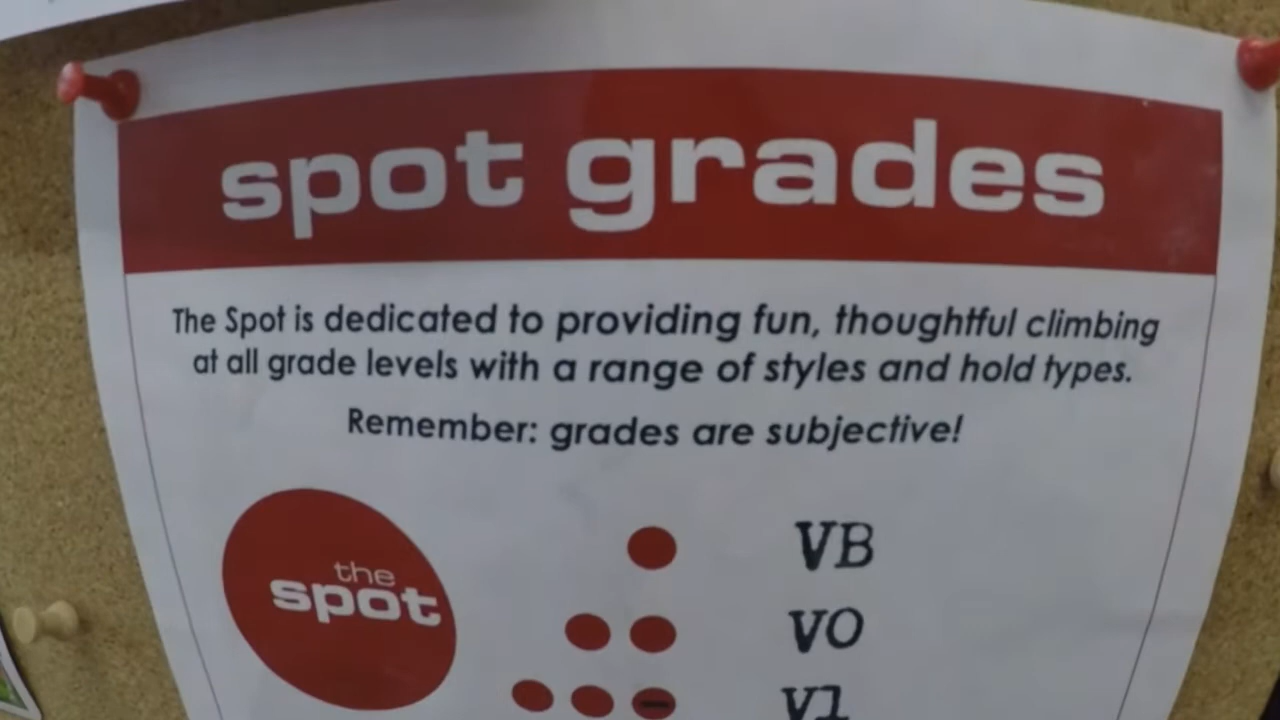 spot grades
The Spot is dedicated to providing fun, thoughtful climbing
at all grade levels with a range of styles and hold types.
Remember: grades are subjective!
the
spot
VB
VO
V1